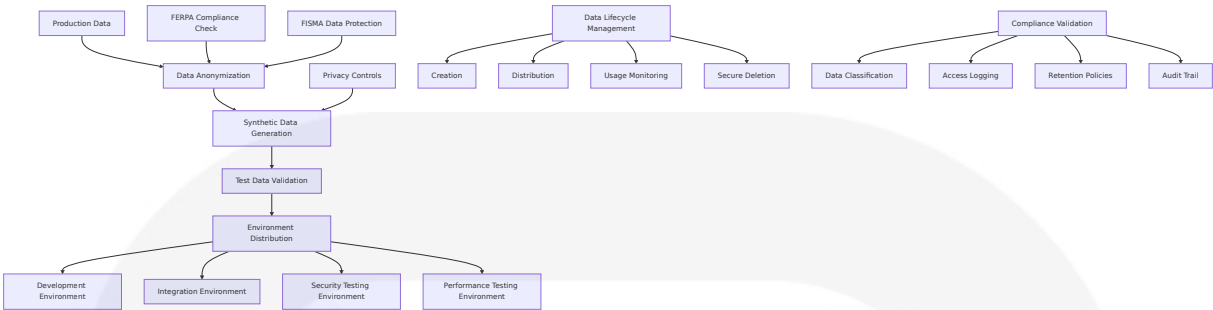 Production Data
FERPA Compliance
Check
FISMA Data Protection
Data Anonymization
Privacy Controls
Synthetic Data
Generation
Test Data Validation
Environment
Distribution
Development
Environment
Integration Environment
Security Testing
Environment
Performance Testing
Environment
Data Lifecycle
Management
Creation
Distribution
Usage Monitoring
Secure Deletion
Compliance Validation
Data Classification
Access Logging
Retention Policies
Audit Trail